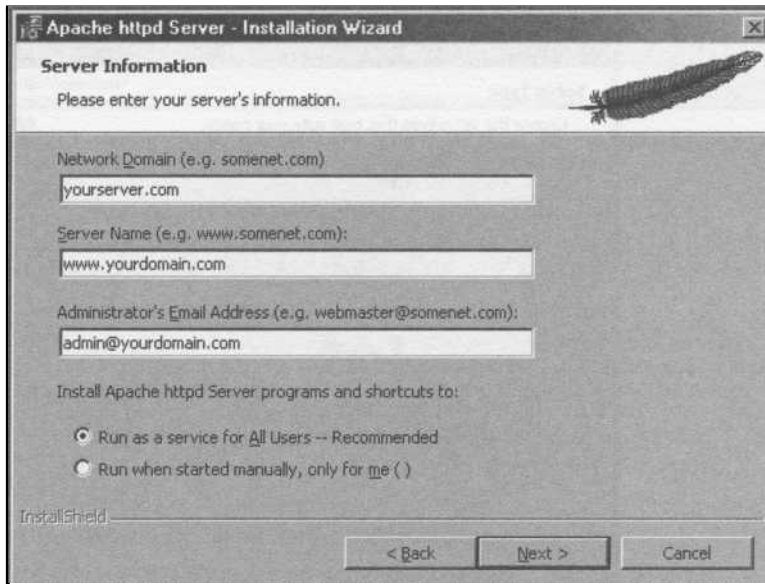 Apache httpd Server - Installation Wizard
Server Information
Please enter your server's information.
Network Domain (e.g. somenet.com)
yourserver.com
Server Name (e.g. www.somenet.com):
www.yourdomain.com
Administrator's Email Address (e.g. webmaster@somenet.com):
admin@yourdomain.com
Install Apache httpd Server programs and shortcuts to:
Run as a service for All Users -- Recommended
Run when started manually, only for me ( )
InstallShield
< Back
Next >
Cancel